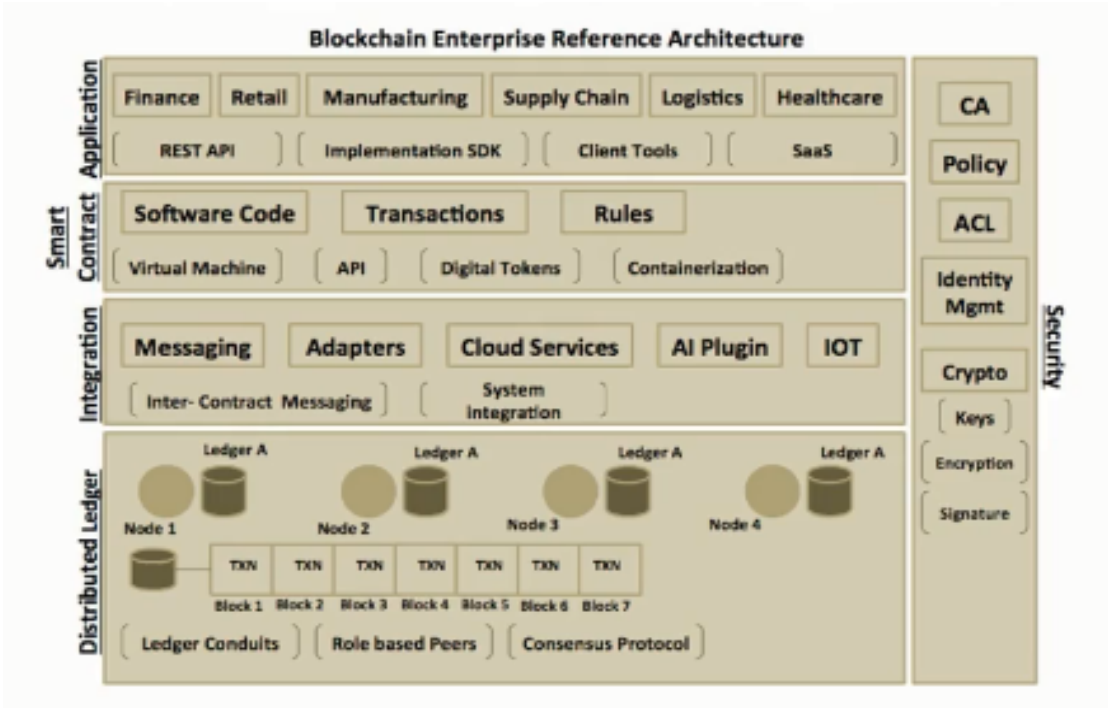 Blockchain Enterprise Reference Architecture
Application
Finance
Retail
Manufacturing
Supply Chain
Logistics
Healthcare
REST API
Implementation SDK
Client Tools
SaaS
Smart
Contract
Software Code
Transactions
Rules
Virtual Machine
API
Digital Tokens
Containerization
Integration
Messaging
Adapters
Cloud Services
AI Plugin
IOT
Inter- Contract Messaging
System
integration
Distributed Ledger
Ledger A
Ledger A
Ledger A
Ledger A
Node 1
Node 2
Node 3
Node 4
TXN
TXN
TXN
TXN
TXN
TXN
TXN
Block 1
Block 2
Block 3
Block 4
Block 5
Block 6
Block 7
Ledger Conduits
Role based Peers
Consensus Protocol
Security
CA
Policy
ACL
Identity
Mgmt
Crypto
Keys
Encryption
Signature